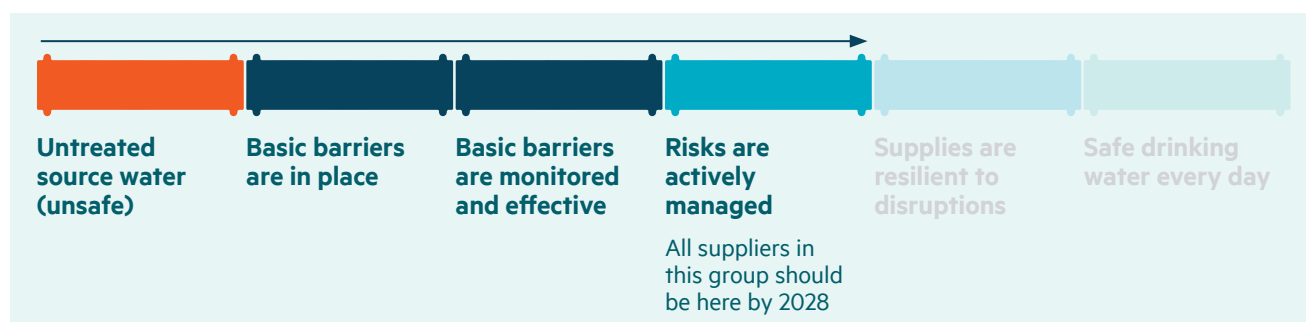 Untreated
source water
(unsafe)
Basic barriers
are in place
Basic barriers
are monitored
and effective
Risks are
actively
managed
All suppliers in
this group should
be here by 2028
Supplies are
resilient to
disruptions
Safe drinking
water every day